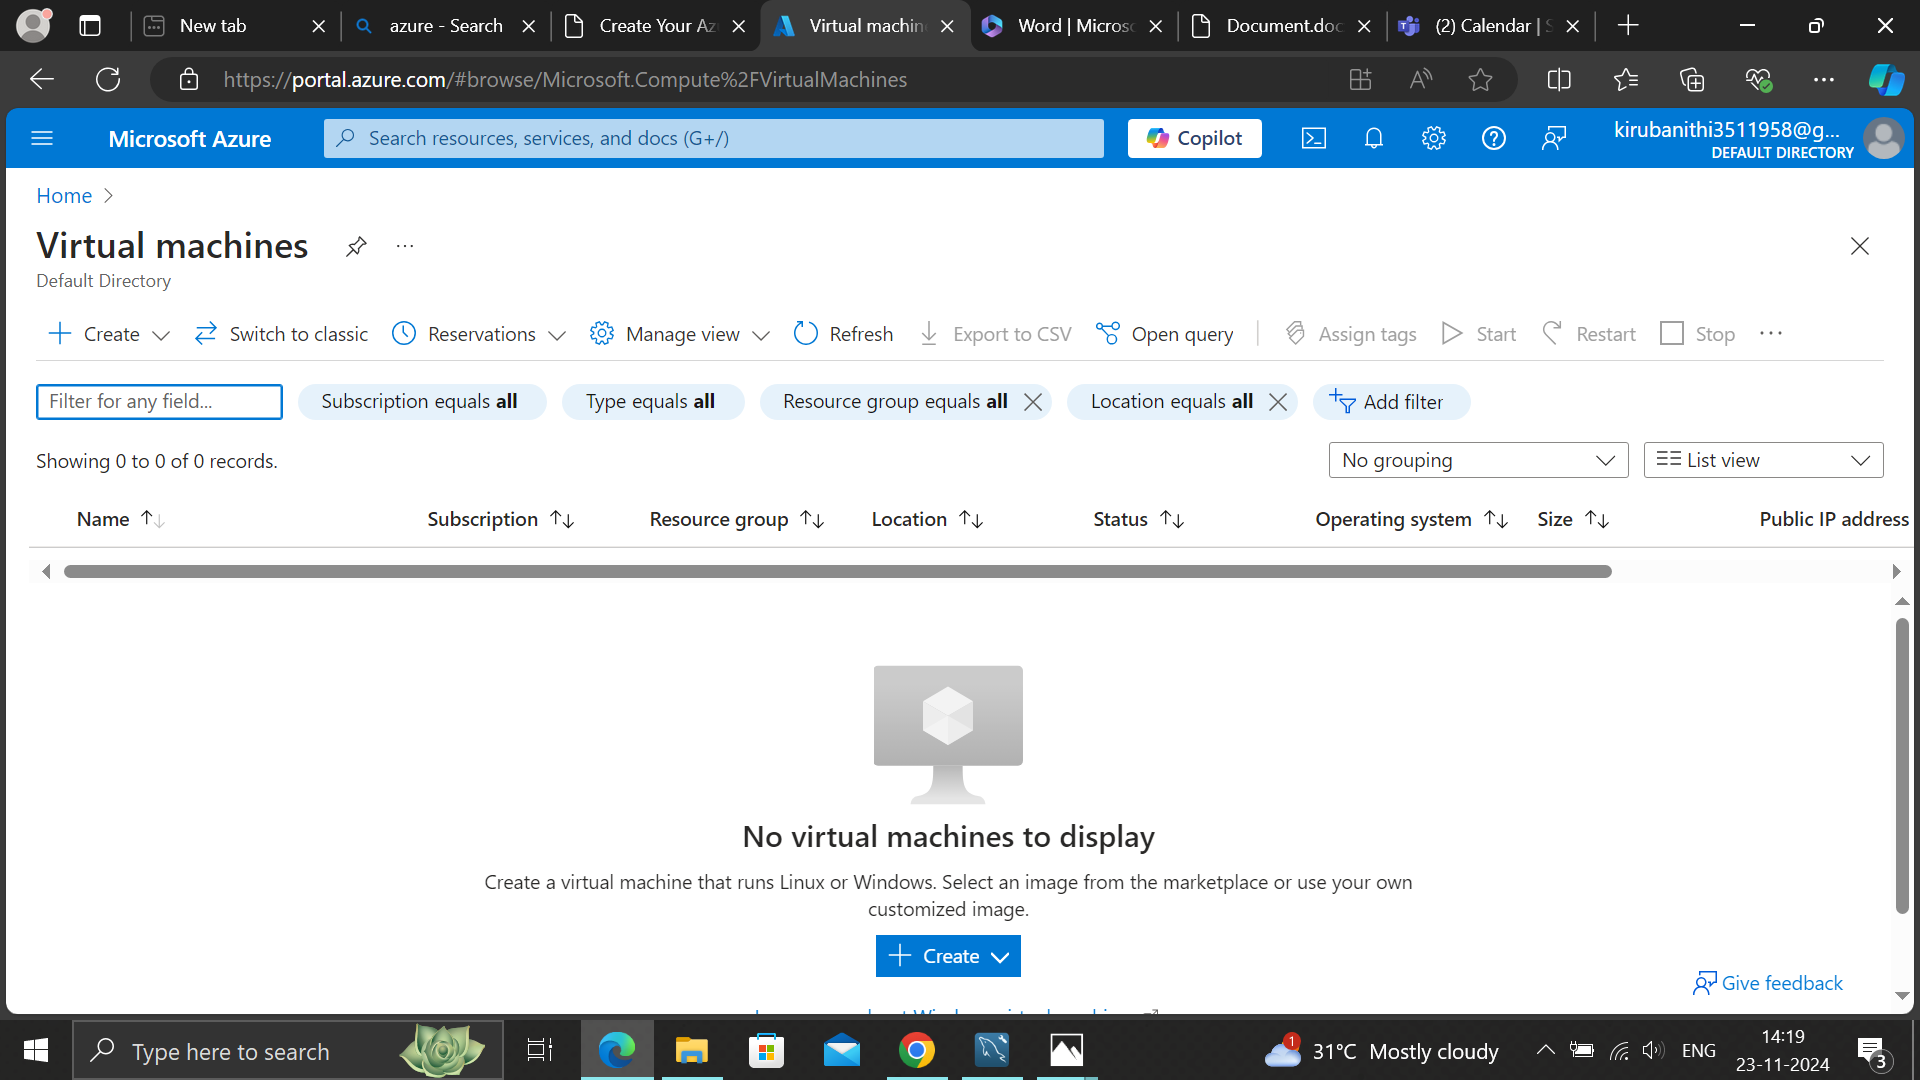 New tab
azure - Search
Create Your Az
Virtual machin
Word | Micros
Document.doc
(2) Calendar | S
https://portal.azure.com/#browse/Microsoft.Compute%2FVirtualMachines
Microsoft Azure
Search resources, services, and docs (G+/)
Copilot
kirubanithi3511958@g...
DEFAULT DIRECTORY
Home
Virtual machines
Default Directory
Create
Switch to classic
Reservations
Manage view
Refresh
Export to CSV
Open query
Assign tags
Start
Restart
Stop
Filter for any field...
Subscription equals all
Type equals all
Resource group equals all
Location equals all
Add filter
Showing 0 to 0 of 0 records.
No grouping
List view
Name
Subscription
Resource group
Location
Status
Operating system
Size
Public IP address
No virtual machines to display
Create a virtual machine that runs Linux or Windows. Select an image from the marketplace or use your own
customized image.
Create
Give feedback
Type here to search
1
31°C Mostly cloudy
ENG
14:19
23-11-2024
3